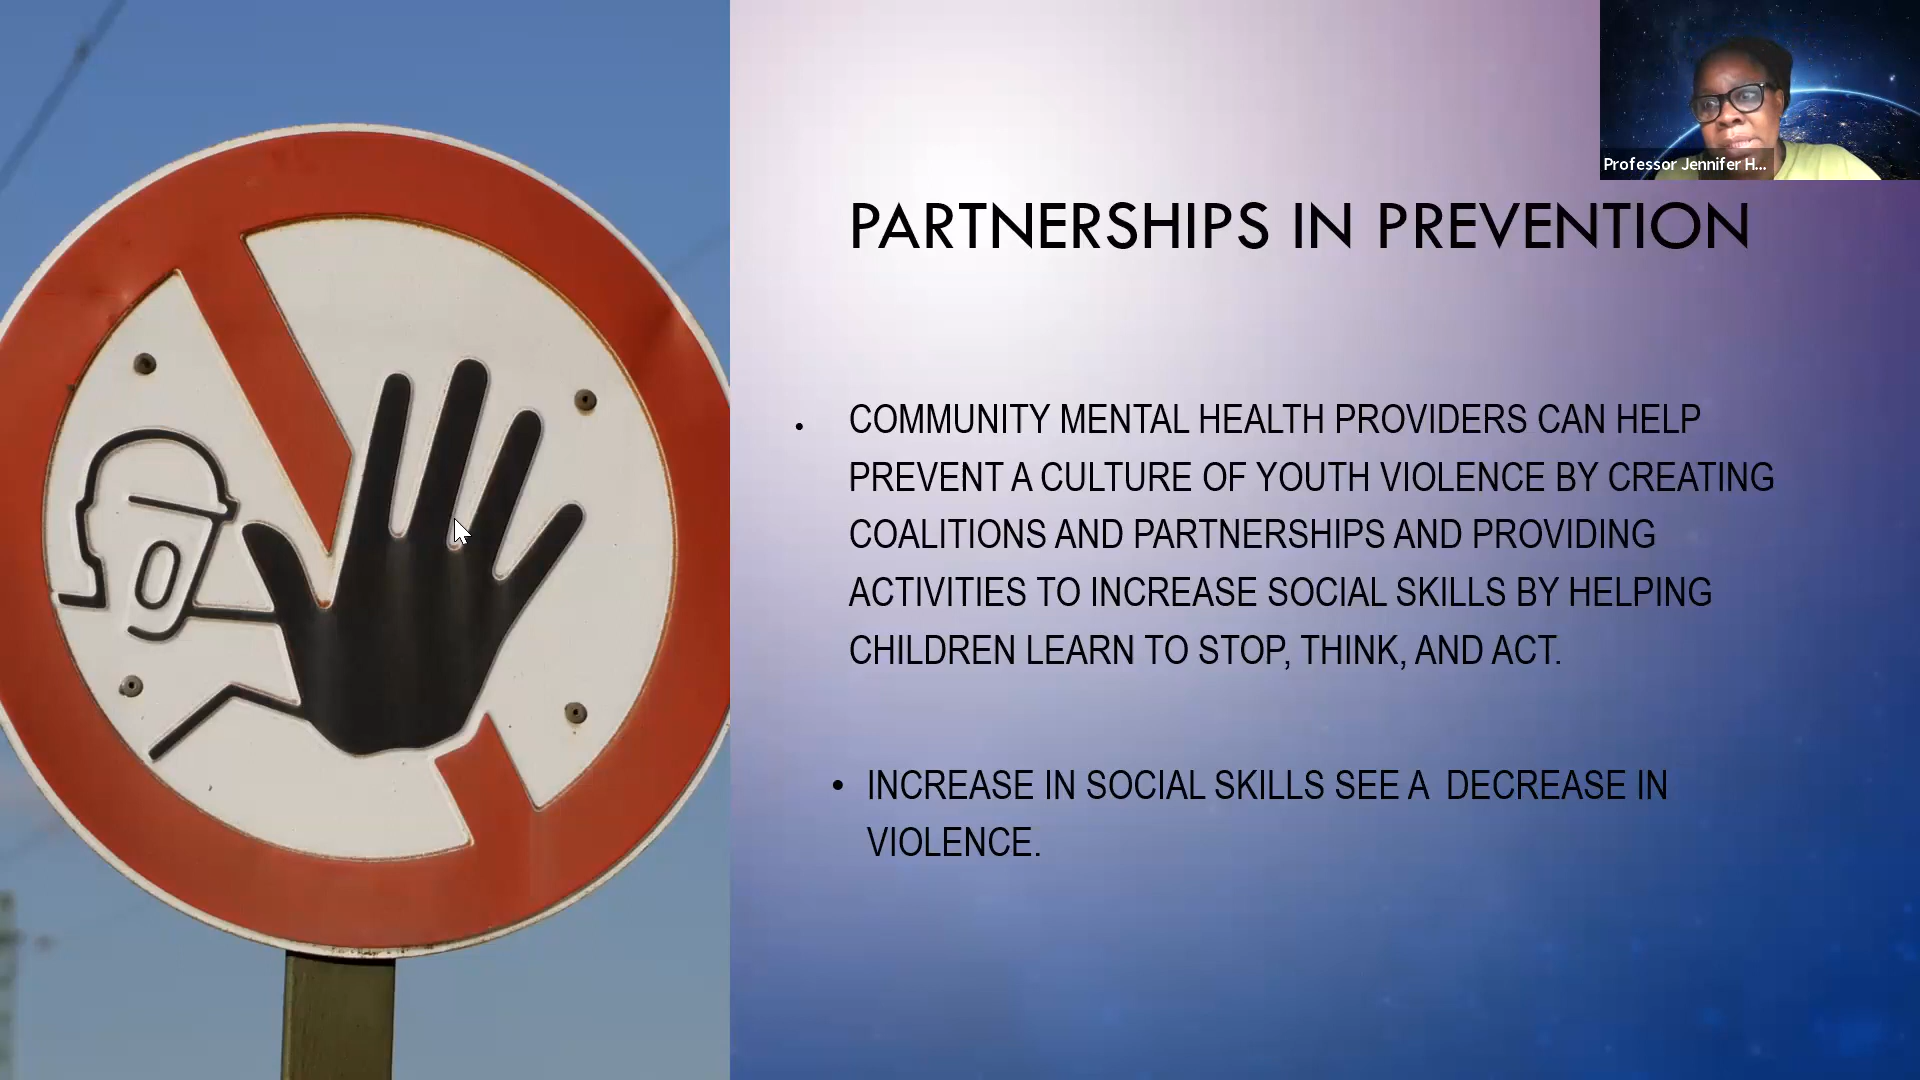 Professor Jennifer H...
PARTNERSHIPS IN PREVENTION
• COMMUNITY MENTAL HEALTH PROVIDERS CAN HELP
PREVENT A CULTURE OF YOUTH VIOLENCE BY CREATING
COALITIONS AND PARTNERSHIPS AND PROVIDING
ACTIVITIES TO INCREASE SOCIAL SKILLS BY HELPING
CHILDREN LEARN TO STOP, THINK, AND ACT.
• INCREASE IN SOCIAL SKILLS SEE A  DECREASE IN
VIOLENCE.